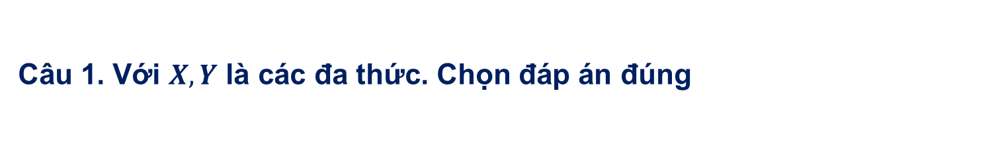 Câu 1. Với X, Y là các đa thức. Chọn đáp án đúng